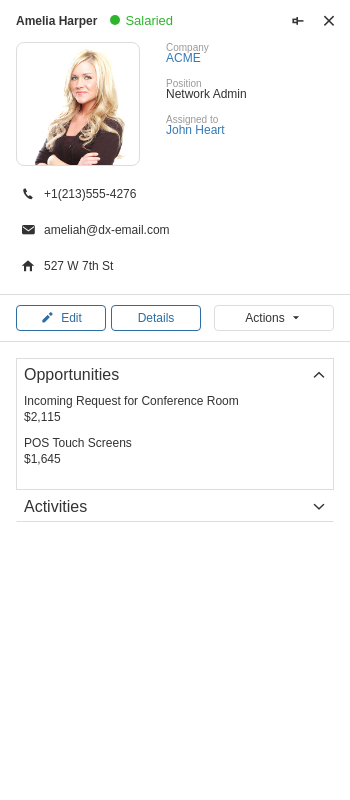 Amelia Harper Salaried
Company
ACME
Position
Network Admin
Assigned to
John Heart
+1(213)555-4276
ameliah@dx-email.com
527 W 7th St
Edit Details Actions
Opportunities
Incoming Request for Conference Room
$2,115
POS Touch Screens
$1,645
Activities